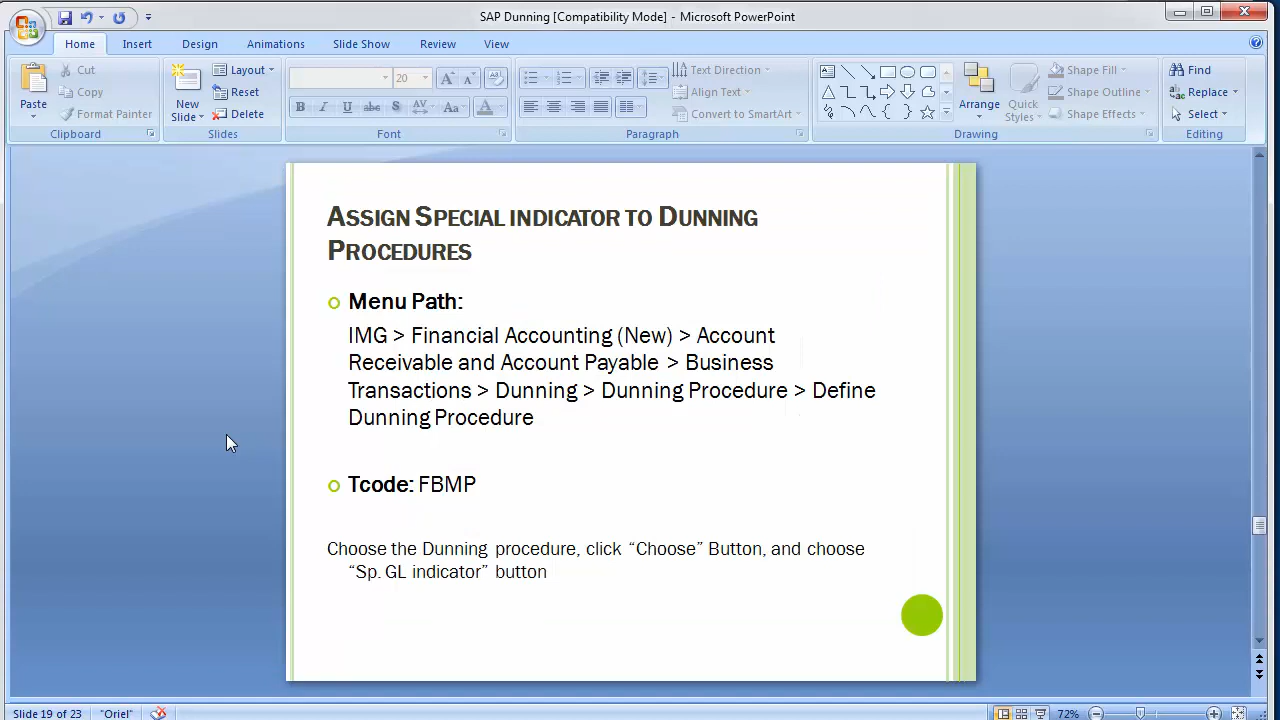 SAP Dunning [Compatibility Mode] - Microsoft PowerPoint
Home Insert Design Slide Show Animations Review View
Paste
Cut
Copy
Format Painter
Clipboard
New Slide
Layout
Reset
Delete
Slides
20
B I U abc S AV Aa A
Font
Text Direction
Align Text
Convert to SmartArt
Paragraph
Arrange
Quick Styles
Shape Fill
Shape Outline
Shape Effects
Drawing
Find
Replace
Select
Editing
ASSIGN SPECIAL INDICATOR TO DUNNING
PROCEDURES
Menu Path:
IMG > Financial Accounting (New) > Account
Receivable and Account Payable > Business
Transactions > Dunning > Dunning Procedure > Define
Dunning Procedure
Tcode: FBMP
Choose the Dunning procedure, click “Choose” Button, and choose
“Sp. GL indicator” button
Slide 19 of 23 "Oriel" 72%